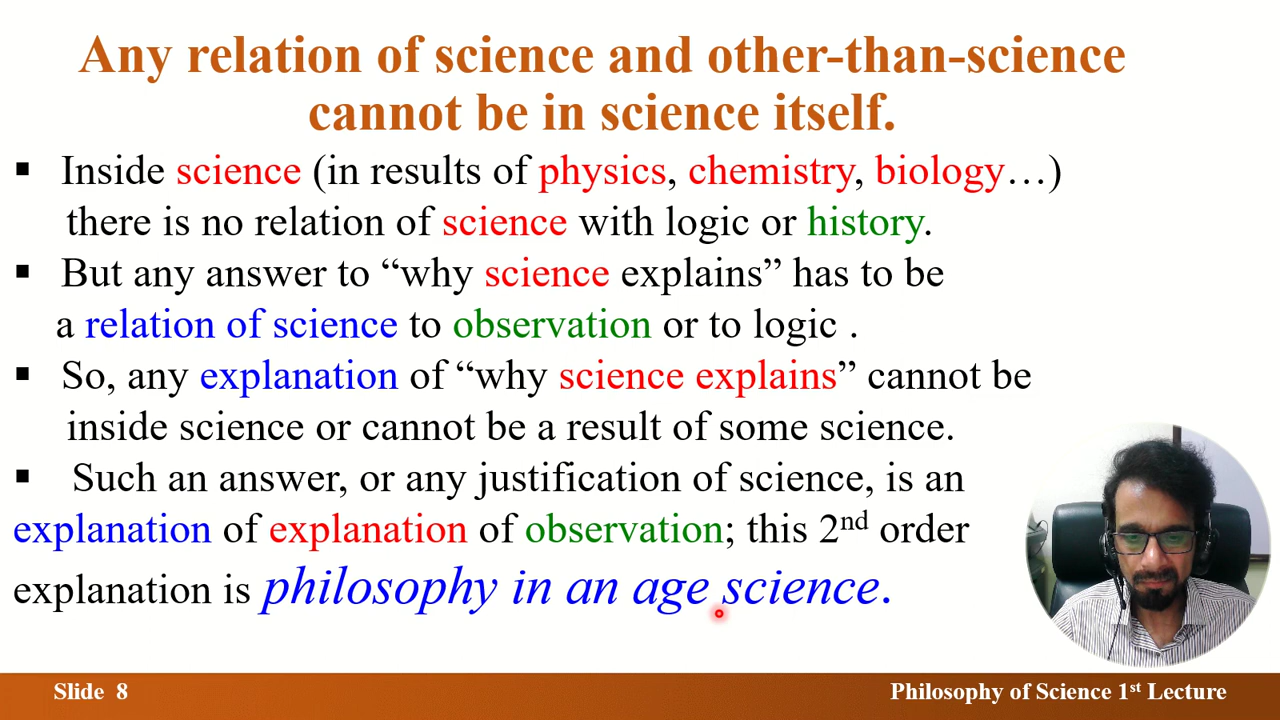 Any relation of science and other-than-science
cannot be in science itself.
▪ Inside science (in results of physics, chemistry, biology…)
there is no relation of science with logic or history.
▪ But any answer to “why science explains” has to be
a relation of science to observation or to logic .
▪ So, any explanation of “why science explains” cannot be
inside science or cannot be a result of some science.
▪ Such an answer, or any justification of science, is an
explanation of explanation of observation; this 2nd order
explanation is philosophy in an age science.
Slide 8
Philosophy of Science 1st Lecture